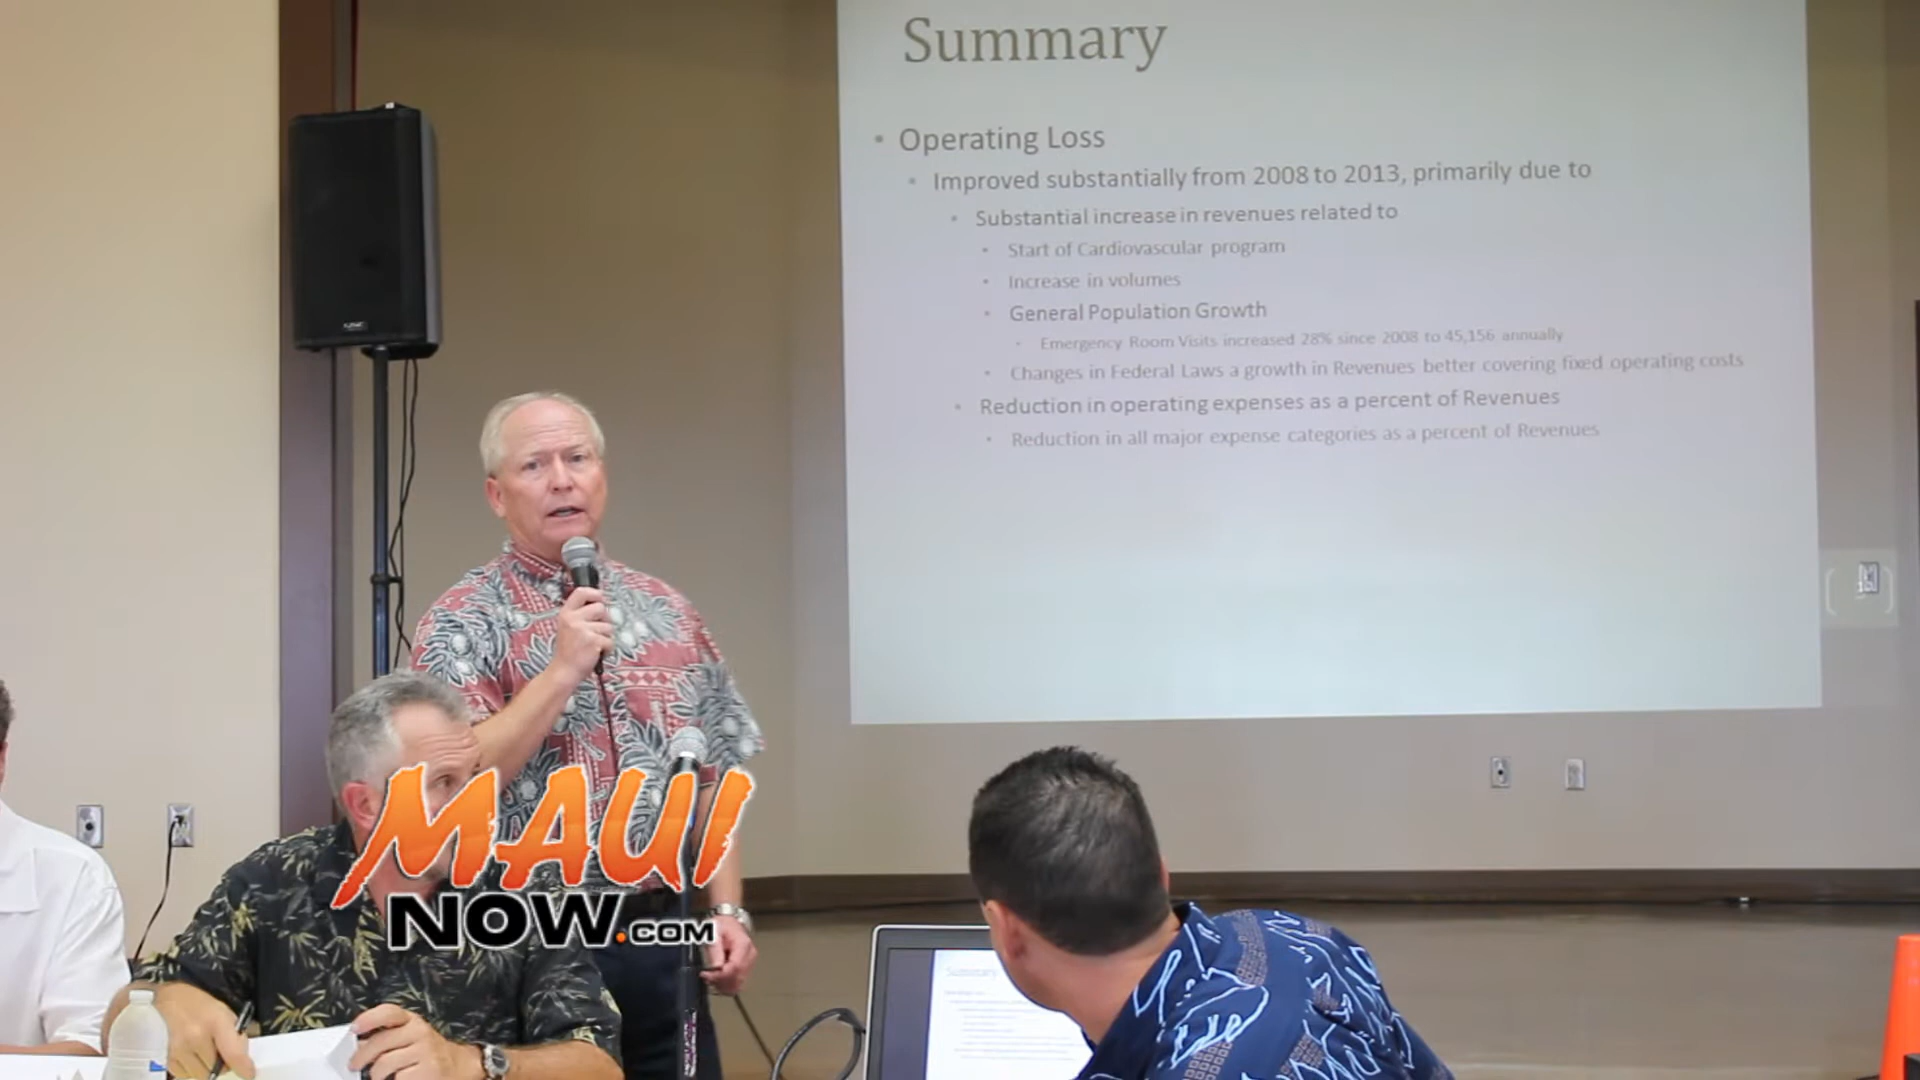 Summary
• Operating Loss
• Improved substantially from 2008 to 2013, primarily due to
• Substantial increase in revenues related to
• Start of Cardiovascular program
• Increase in volumes
• General Population Growth
• Emergency Room Visits increased 28% since 2008 to 45,156 annually
• Changes in Federal Laws a growth in Revenues better covering fixed operating costs
• Reduction in operating expenses as a percent of Revenues
• Reduction in all major expense categories as a percent of Revenues
MAUI
NOW.COM
Summary